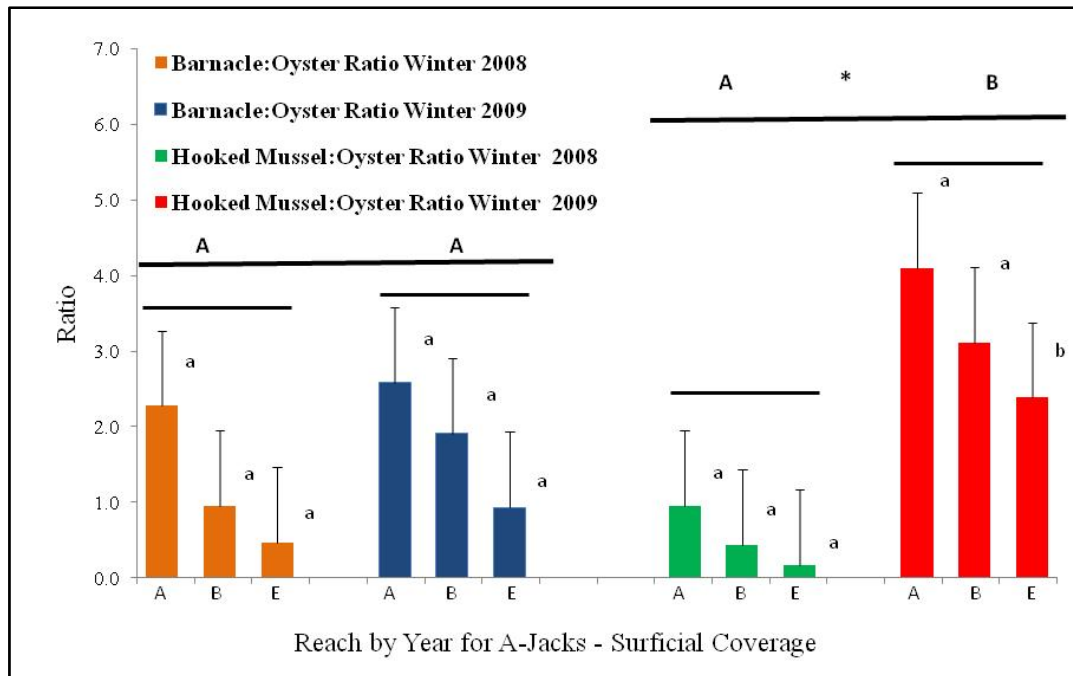 7.0
6.0
5.0
4.0
3.0
2.0
1.0
0.0
Ratio
Barnacle:Oyster Ratio Winter 2008
Barnacle:Oyster Ratio Winter 2009
Hooked Mussel:Oyster Ratio Winter 2008
Hooked Mussel:Oyster Ratio Winter 2009
A A
A * B
a a a
a a a
a a a
a a b
A B E A B E A B E A B E
Reach by Year for A-Jacks - Surficial Coverage